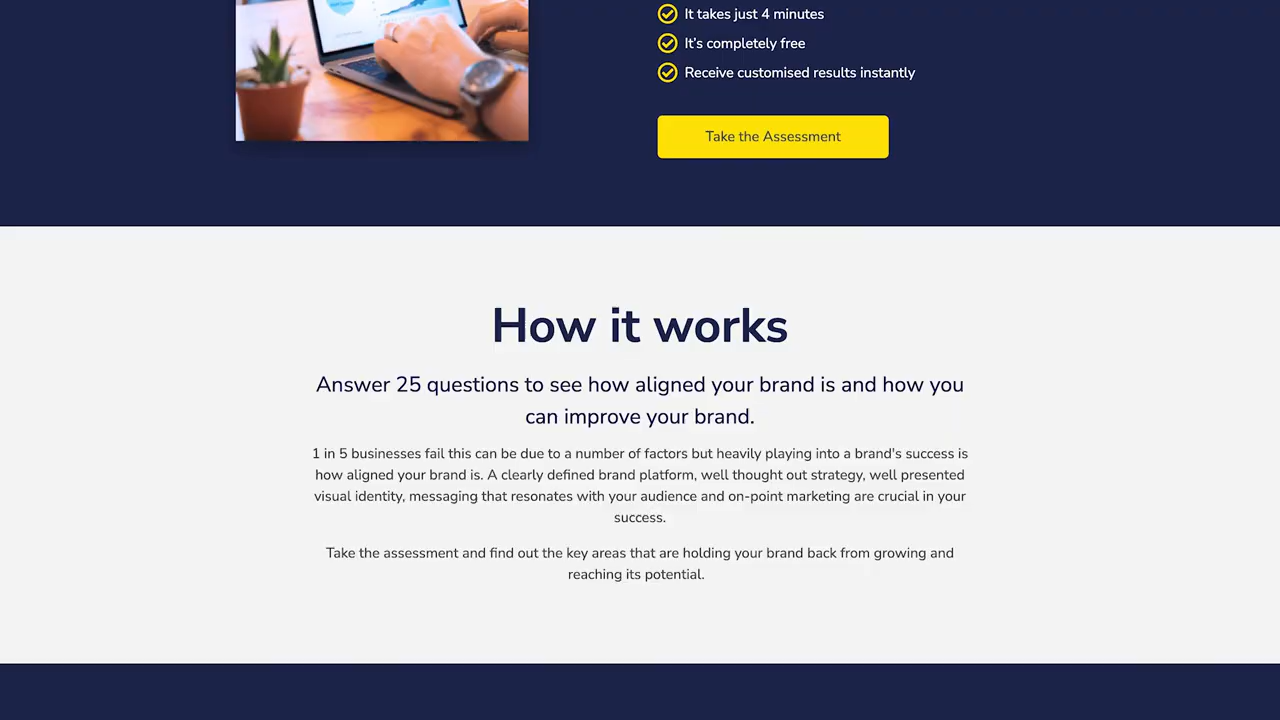 It takes just 4 minutes
It’s completely free
Receive customised results instantly
Take the Assessment
How it works
Answer 25 questions to see how aligned your brand is and how you
can improve your brand.
1 in 5 businesses fail this can be due to a number of factors but heavily playing into a brand's success is
how aligned your brand is. A clearly defined brand platform, well thought out strategy, well presented
visual identity, messaging that resonates with your audience and on-point marketing are crucial in your
success.
Take the assessment and find out the key areas that are holding your brand back from growing and
reaching its potential.